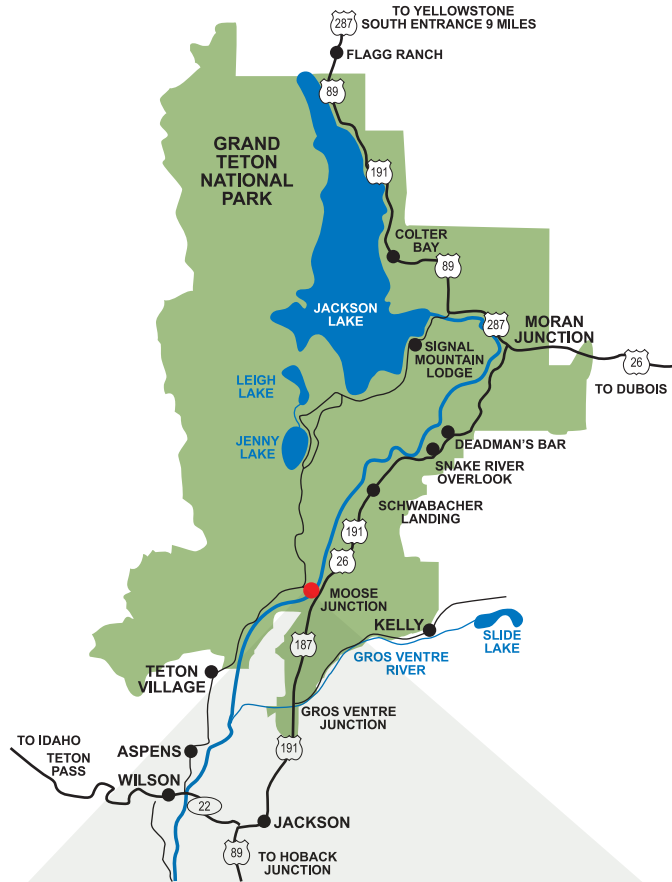 TO YELLOWSTONE
SOUTH ENTRANCE 9 MILES
287
FLAGG RANCH
89
GRAND
TETON
NATIONAL
PARK
191
COLTER
BAY
89
JACKSON
LAKE
287
MORAN
JUNCTION
SIGNAL
MOUNTAIN
LODGE
26
TO DUBOIS
LEIGH
LAKE
JENNY
LAKE
DEADMAN'S BAR
SNAKE RIVER
OVERLOOK
SCHWABACHER
LANDING
191
26
MOOSE
JUNCTION
KELLY
SLIDE
LAKE
187
GROS VENTRE
RIVER
TETON
VILLAGE
GROS VENTRE
JUNCTION
TO IDAHO
TETON
PASS
ASPENS
191
WILSON
22
JACKSON
89
TO HOBACK
JUNCTION